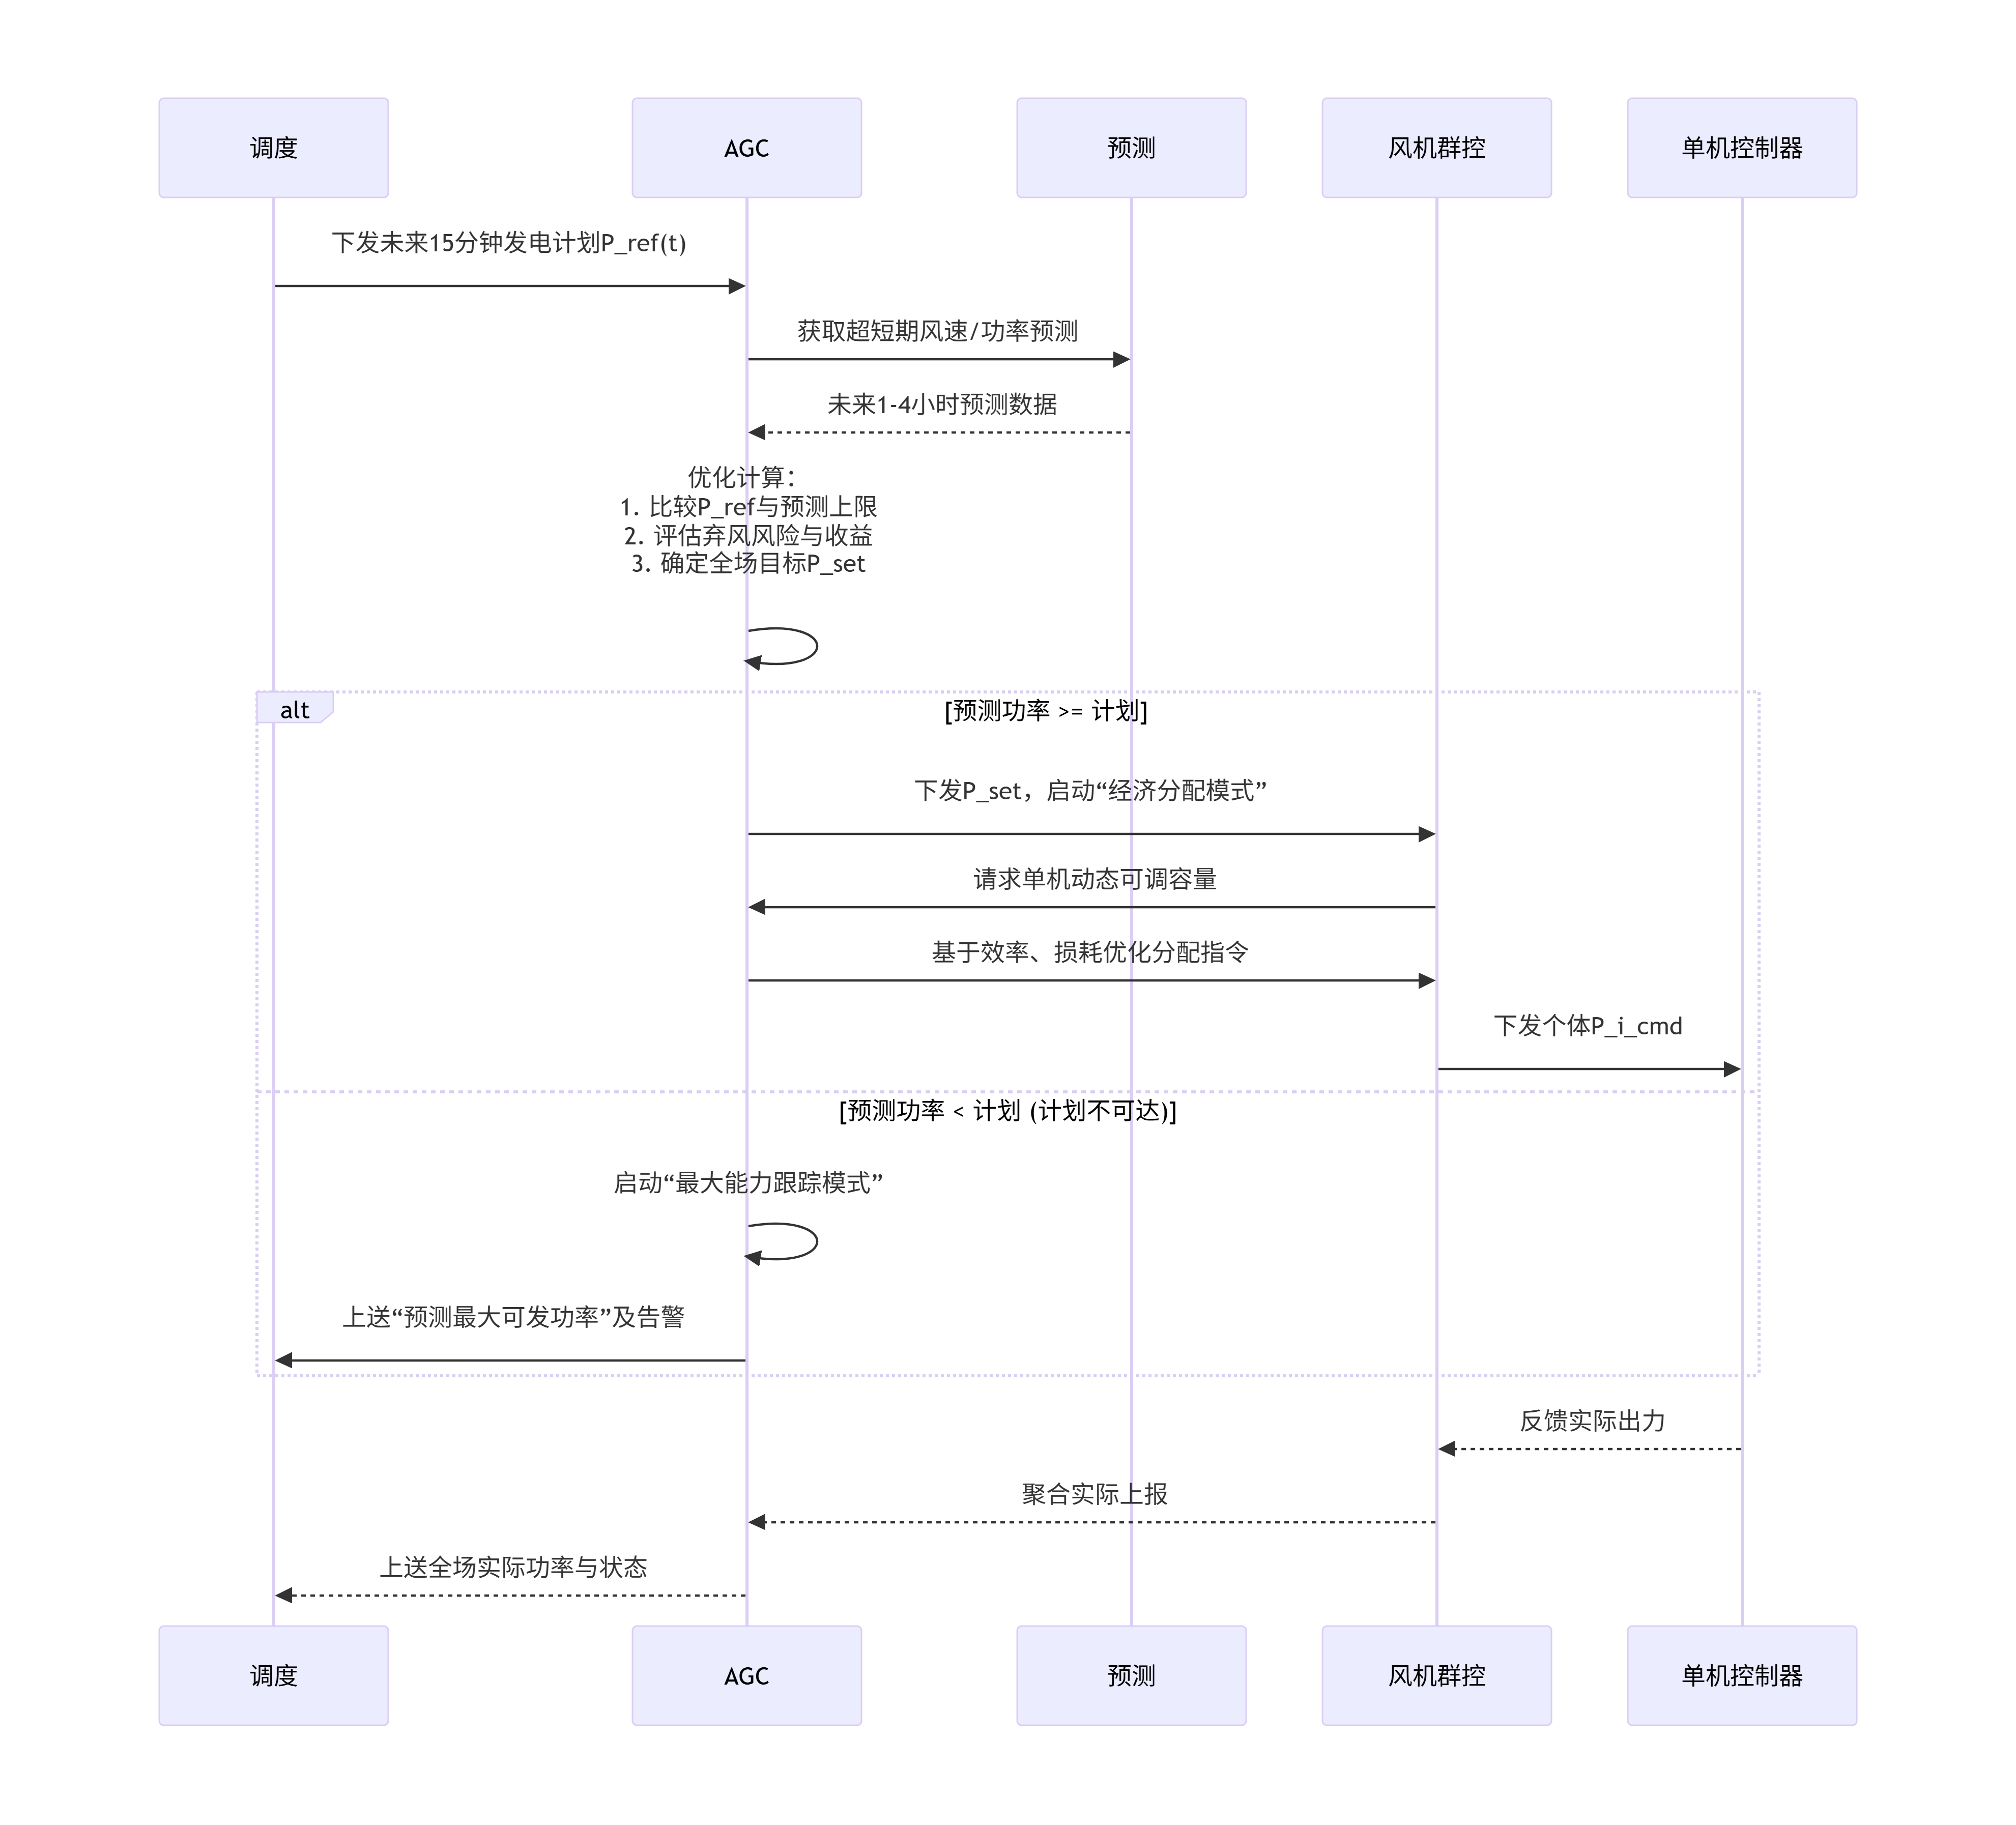 调度
AGC
预测
风机群控
单机控制器
下发未来15分钟发电计划P_ref(t)
获取超短期风速/功率预测
未来1-4小时预测数据
优化计算：
1. 比较P_ref与预测上限
2. 评估弃风风险与收益
3. 确定全场目标P_set
alt
[预测功率 >= 计划]
下发P_set，启动“经济分配模式”
请求单机动态可调容量
基于效率、损耗优化分配指令
下发个体P_i_cmd
[预测功率 < 计划 (计划不可达)]
启动“最大能力跟踪模式”
上送“预测最大可发功率”及告警
反馈实际出力
聚合实际上报
上送全场实际功率与状态
调度
AGC
预测
风机群控
单机控制器